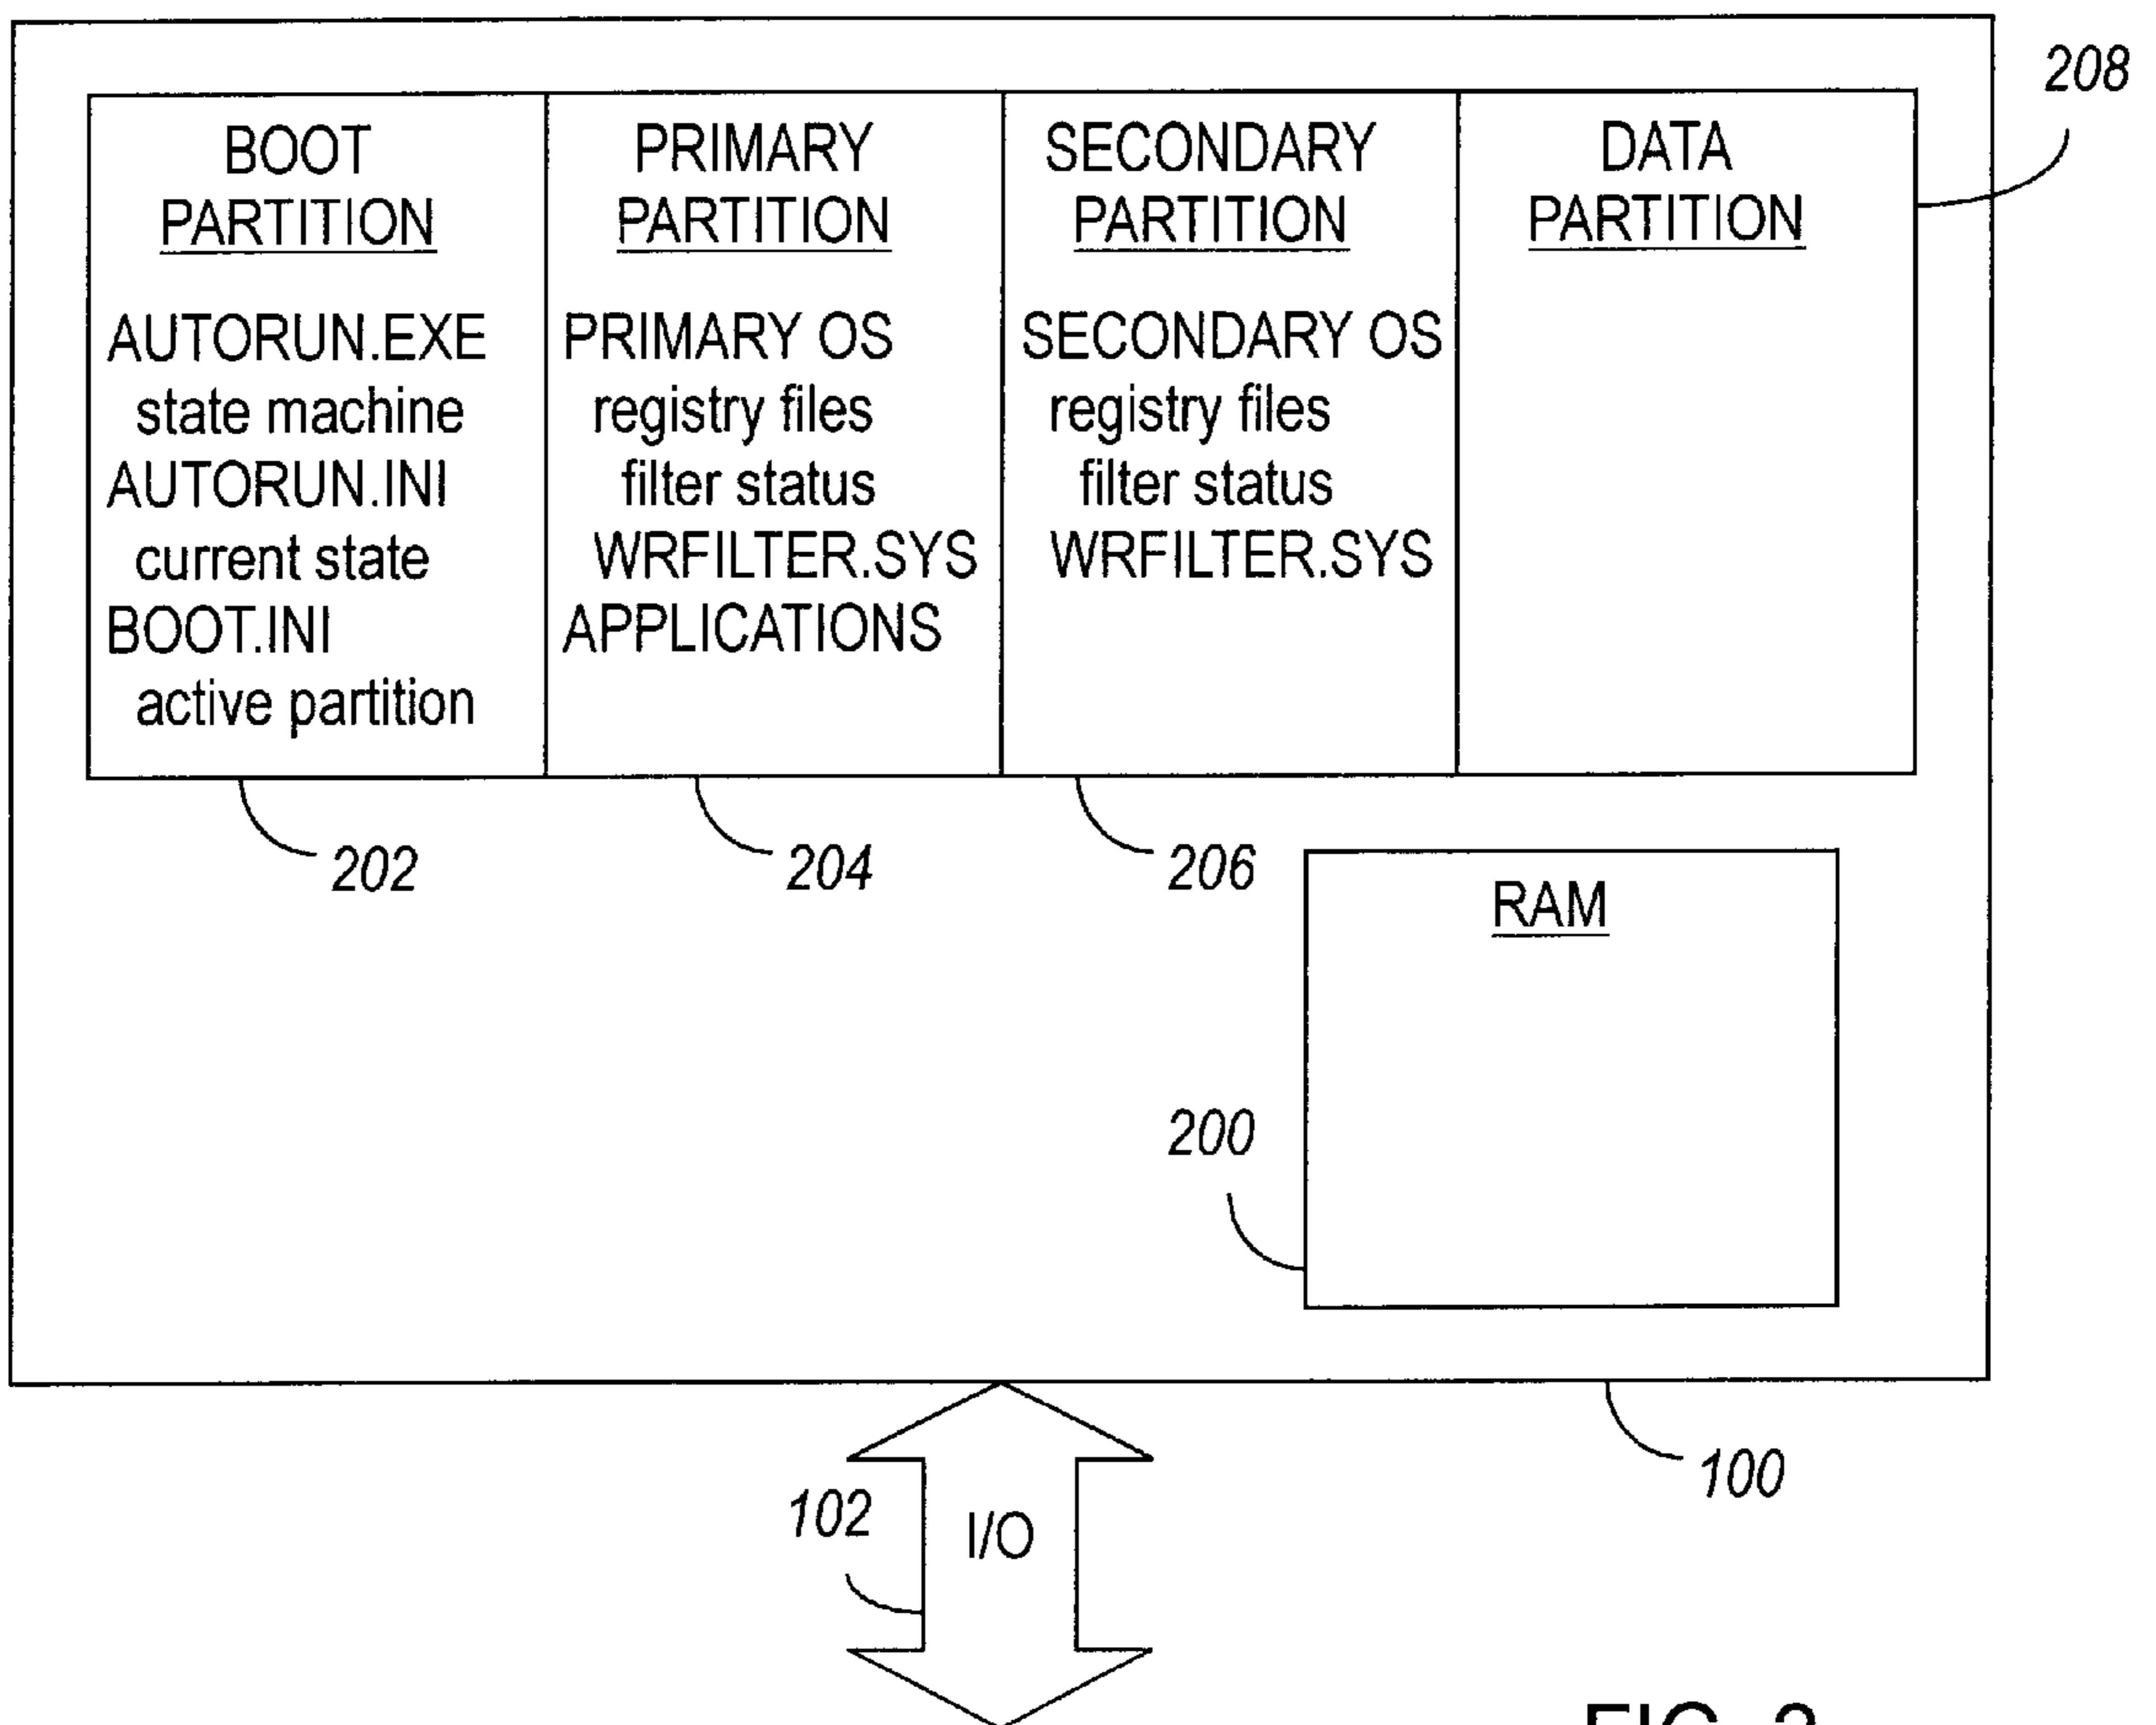 208
BOOT
PARTITION
AUTORUN.EXE
state machine
AUTORUN.INI
current state
BOOT.INI
active partition
PRIMARY
PARTITION
PRIMARY OS
registry files
filter status
WRFILTER.SYS
APPLICATIONS
SECONDARY
PARTITION
SECONDARY OS
registry files
filter status
WRFILTER.SYS
DATA
PARTITION
202
204
206
RAM
200
100
102
I/O